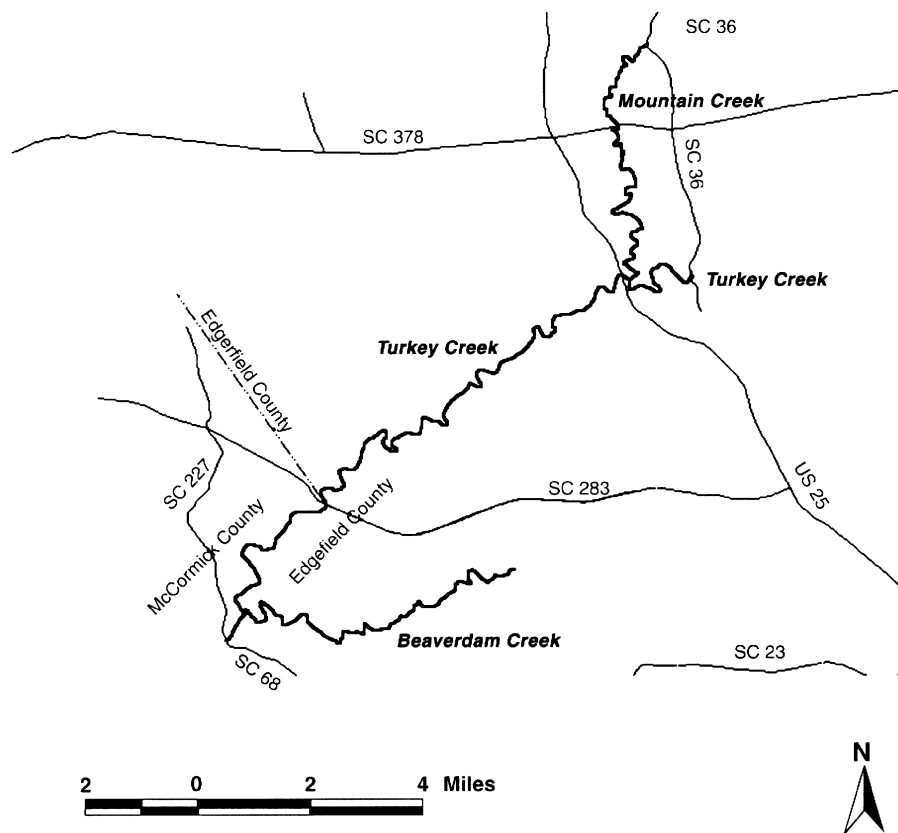 SC 36
Mountain Creek
SC 378
SC 36
Turkey Creek
Edgerfield County
Turkey Creek
SC 227
US 25
SC 283
McCormick County
Edgefield County
Beaverdam Creek
SC 68
SC 23
N
2 0 2 4 Miles